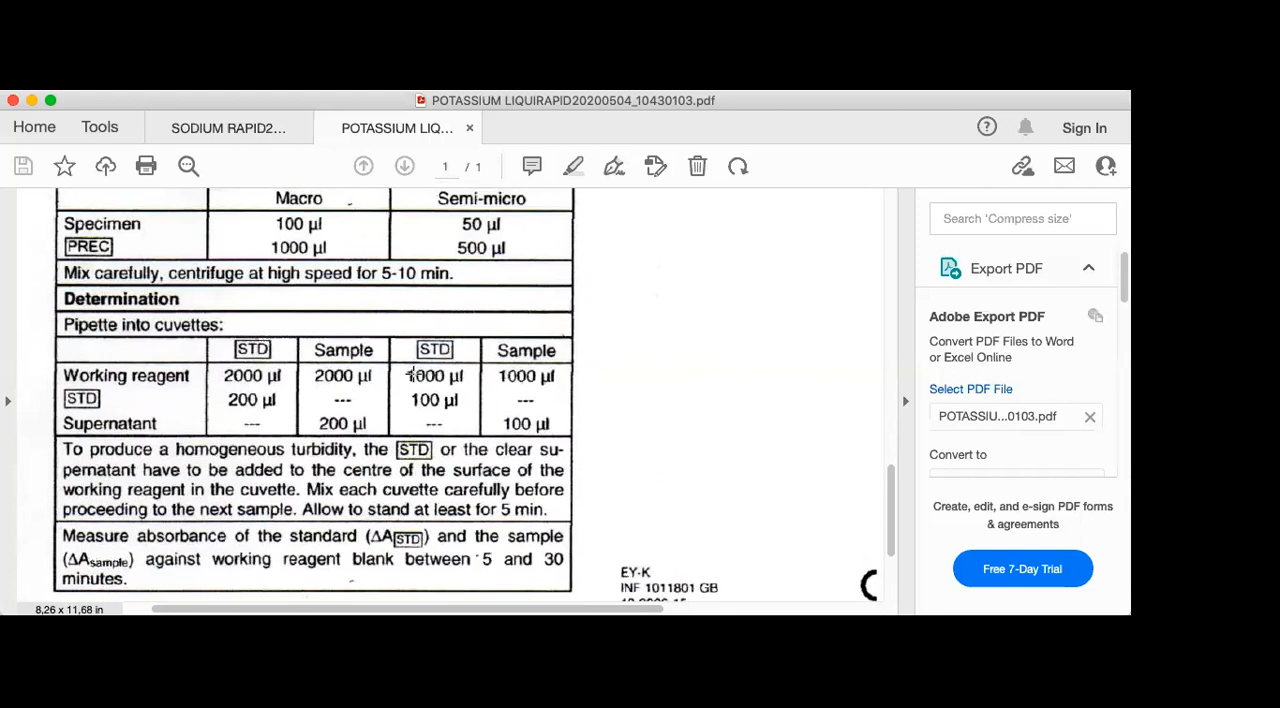 POTASSIUM LIQUIRAPID20200504_10430103.pdf
Home Tools SODIUM RAPID2... POTASSIUM LIQ... × Sign In
1 / 1
Macro Semi-micro
Specimen 100 µl 50 µl
PREC 1000 µl 500 µl
Mix carefully, centrifuge at high speed for 5-10 min.
Determination
Pipette into cuvettes:
STD Sample STD Sample
Working reagent 2000 µl 2000 µl 1000 µl 1000 µl
STD 200 µl --- 100 µl ---
Supernatant --- 200 µl --- 100 µl
To produce a homogeneous turbidity, the STD or the clear su-
pernatant have to be added to the centre of the surface of the
working reagent in the cuvette. Mix each cuvette carefully before
proceeding to the next sample. Allow to stand at least for 5 min.
Measure absorbance of the standard (ΔASTD) and the sample
(ΔAsample) against working reagent blank between 5 and 30
minutes.
EY-K
INF 1011801 GB
8,26 x 11,68 in
Search 'Compress size'
Export PDF
Adobe Export PDF
Convert PDF Files to Word
or Excel Online
Select PDF File
POTASSIU...0103.pdf
Convert to
Create, edit, and e-sign PDF forms
& agreements
Free 7-Day Trial